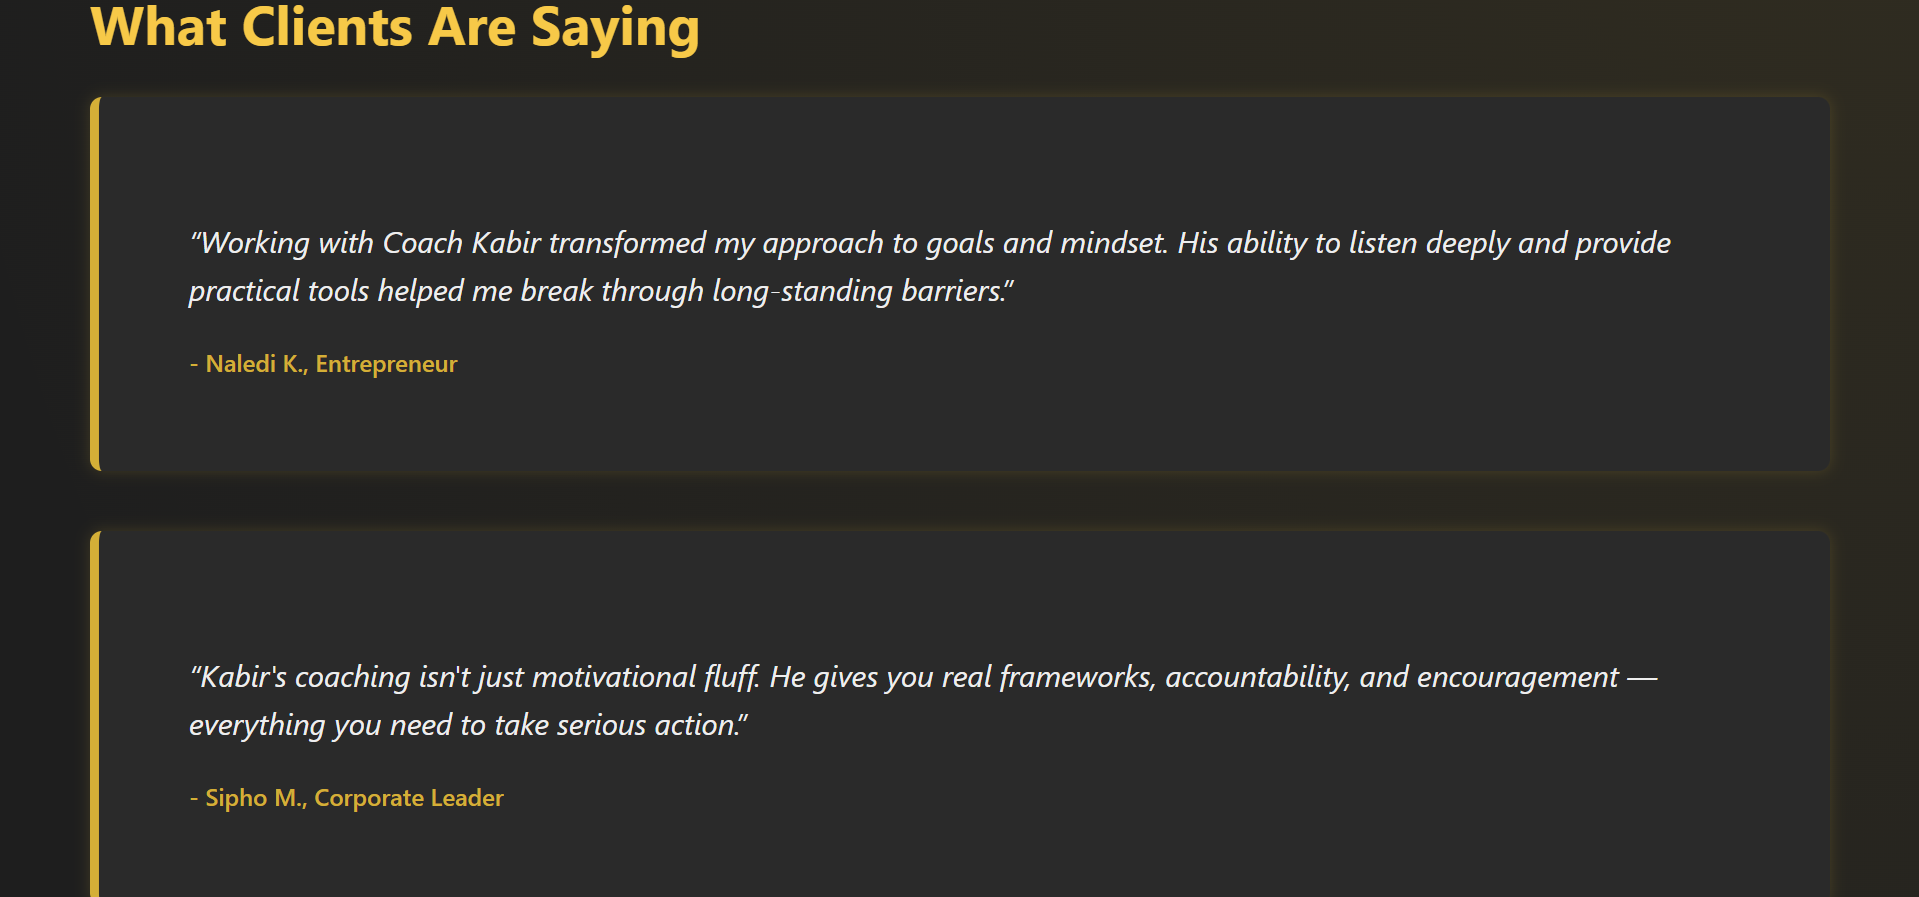 What Clients Are Saying
“Working with Coach Kabir transformed my approach to goals and mindset. His ability to listen deeply and provide
practical tools helped me break through long-standing barriers.”
- Naledi K., Entrepreneur
“Kabir's coaching isn't just motivational fluff. He gives you real frameworks, accountability, and encouragement —
everything you need to take serious action.”
- Sipho M., Corporate Leader